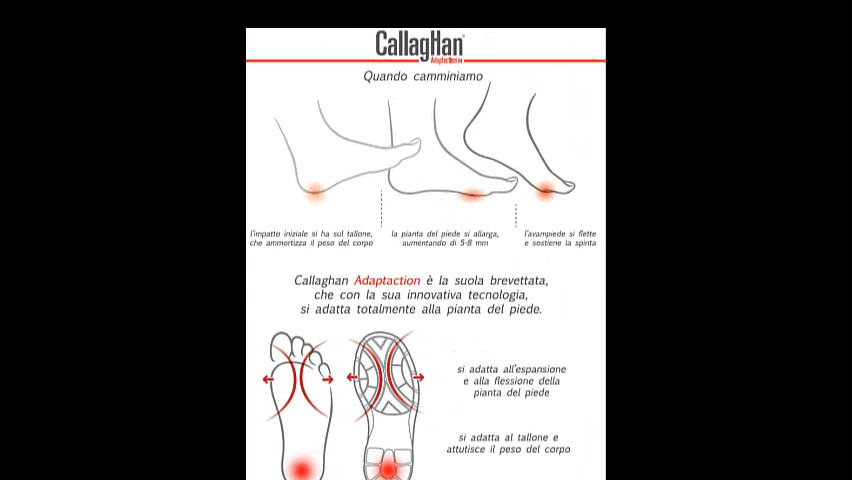 CallagHan
Adaptaction
Quando camminiamo
l'impatto iniziale si ha sul tallone,
che ammortizza il peso del corpo
la pianta del piede si allarga,
aumentando di 5-8 mm
l'avampiede si flette
e sostiene la spinta
Callaghan Adaptaction è la suola brevettata,
che con la sua innovativa tecnologia,
si adatta totalmente alla pianta del piede.
si adatta all'espansione
e alla flessione della
pianta del piede
si adatta al tallone e
attutisce il peso del corpo